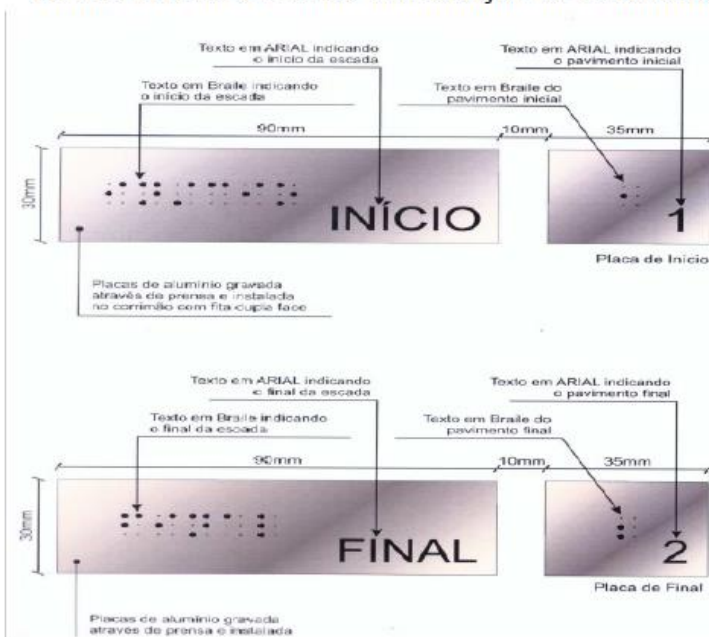 Texto em ARIAL indicando
o início da escada
Texto em ARIAL indicando
o pavimento inicial
Texto em Braile indicando
o início da escada
Texto em Braile do
pavimento inicial
90mm
10mm
35mm
30mm
INÍCIO
1
Placa de Início
Placas de alumínio gravada
através de prensa e instalada
no corrimão com fita dupla face
Texto em ARIAL indicando
o final da escada
Texto em ARIAL indicando
o pavimento final
Texto em Braile indicando
o final da escada
Texto em Braile do
pavimento final
90mm
10mm
35mm
30mm
FINAL
2
Placa de Final
Placas de alumínio gravada
através de prensa e instalada